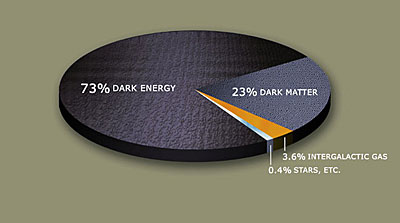 73% DARK ENERGY
23% DARK MATTER
3.6% INTERGALACTIC GAS
0.4% STARS, ETC.